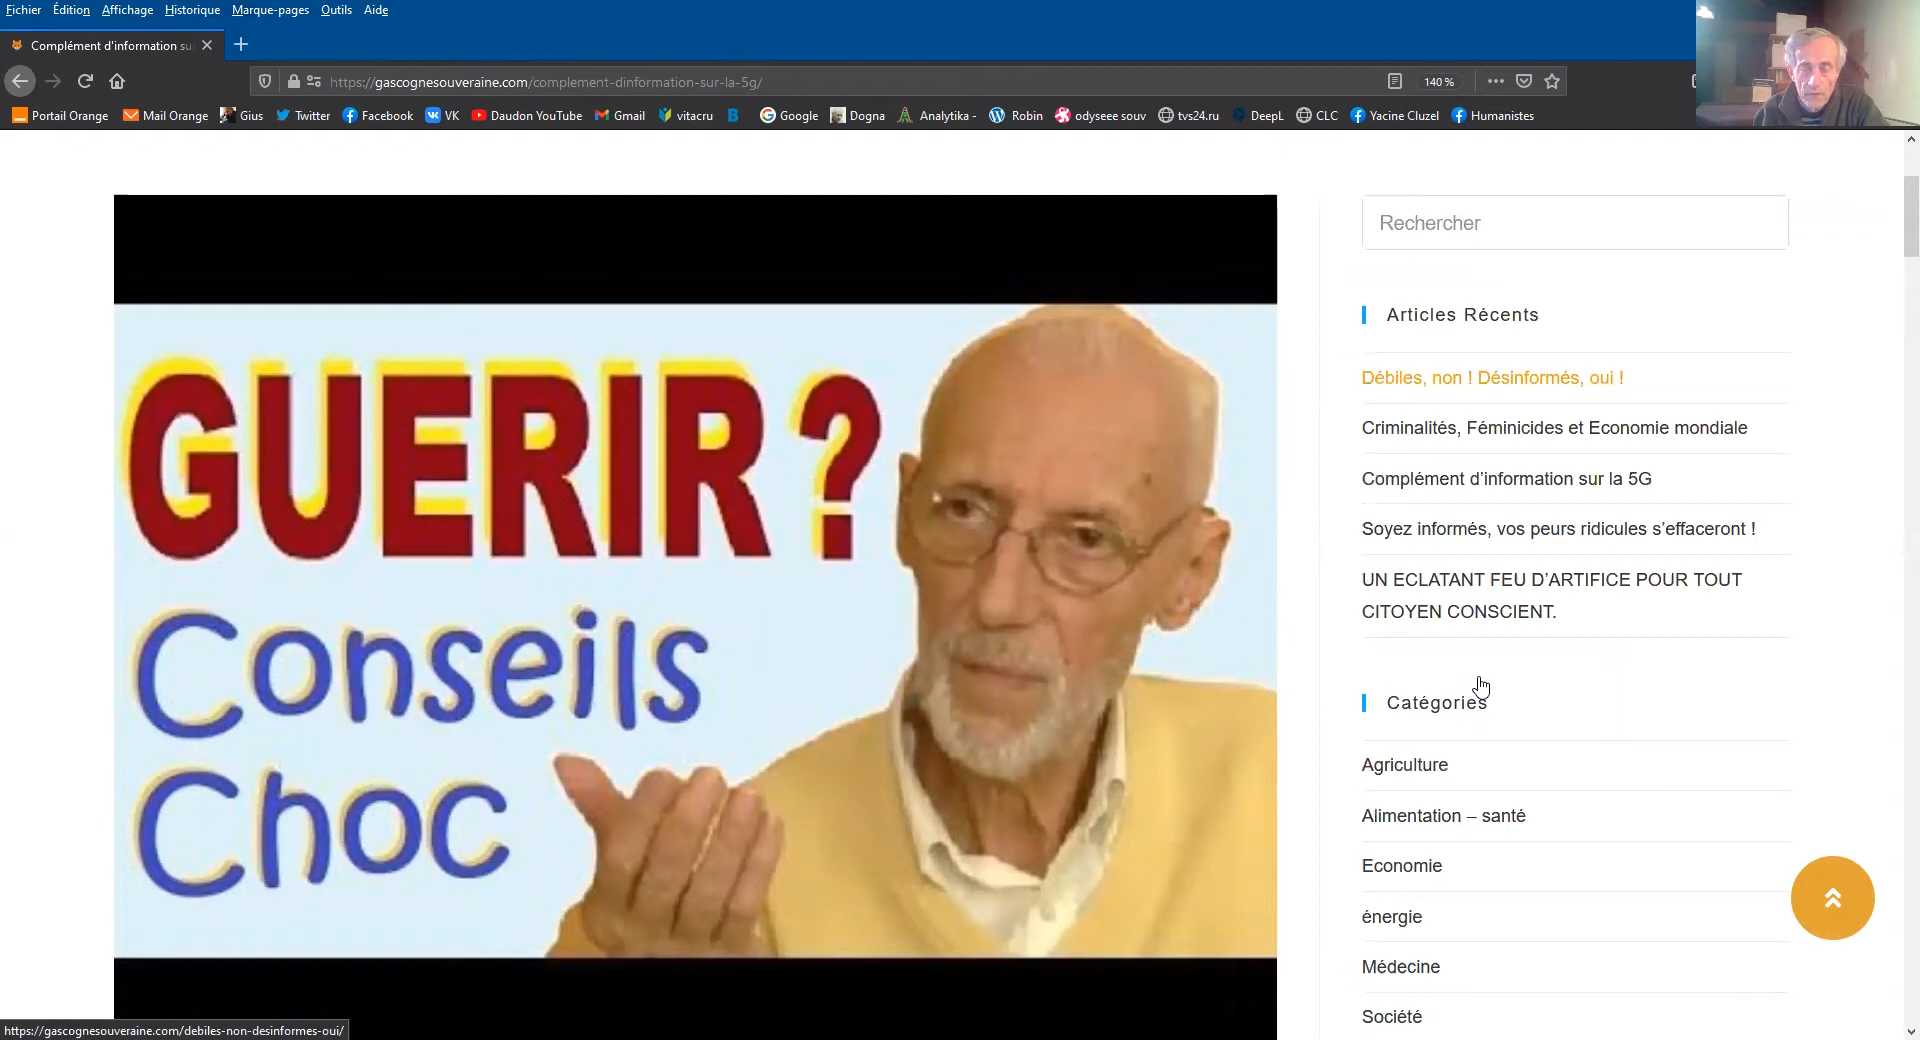 Fichier Édition Affichage Historique Marque-pages Outils Aide
Complément d'information su
https://gascognesouveraine.com/complement-dinformation-sur-la-5g/
140 %
Portail Orange Mail Orange Gius Twitter Facebook VK Daudon YouTube Gmail vitacru B Google Dogna Analytika - Robin odyseee souv tvs24.ru DeepL CLC Yacine Cluzel Humanistes
GUERIR ?
Conseils
Choc
Rechercher
Articles Récents
Débiles, non ! Désinformés, oui !
Criminalités, Féminicides et Economie mondiale
Complément d'information sur la 5G
Soyez informés, vos peurs ridicules s'effaceront !
UN ECLATANT FEU D'ARTIFICE POUR TOUT
CITOYEN CONSCIENT.
Catégories
Agriculture
Alimentation – santé
Economie
énergie
Médecine
Société
https://gascognesouveraine.com/debiles-non-desinformes-oui/